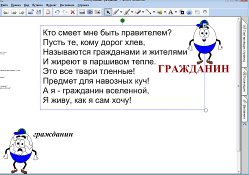 Кто смеет мне быть правителем?
Пусть те, кому дорог хлев,
Называются гражданами и жителями
И жиреют в паршивом тепле.
Это все твари тленные!
Предмет для навозных куч!
А я - гражданин вселенной,
Я живу, как я сам хочу!
ГРАЖДАНИН
гражданин